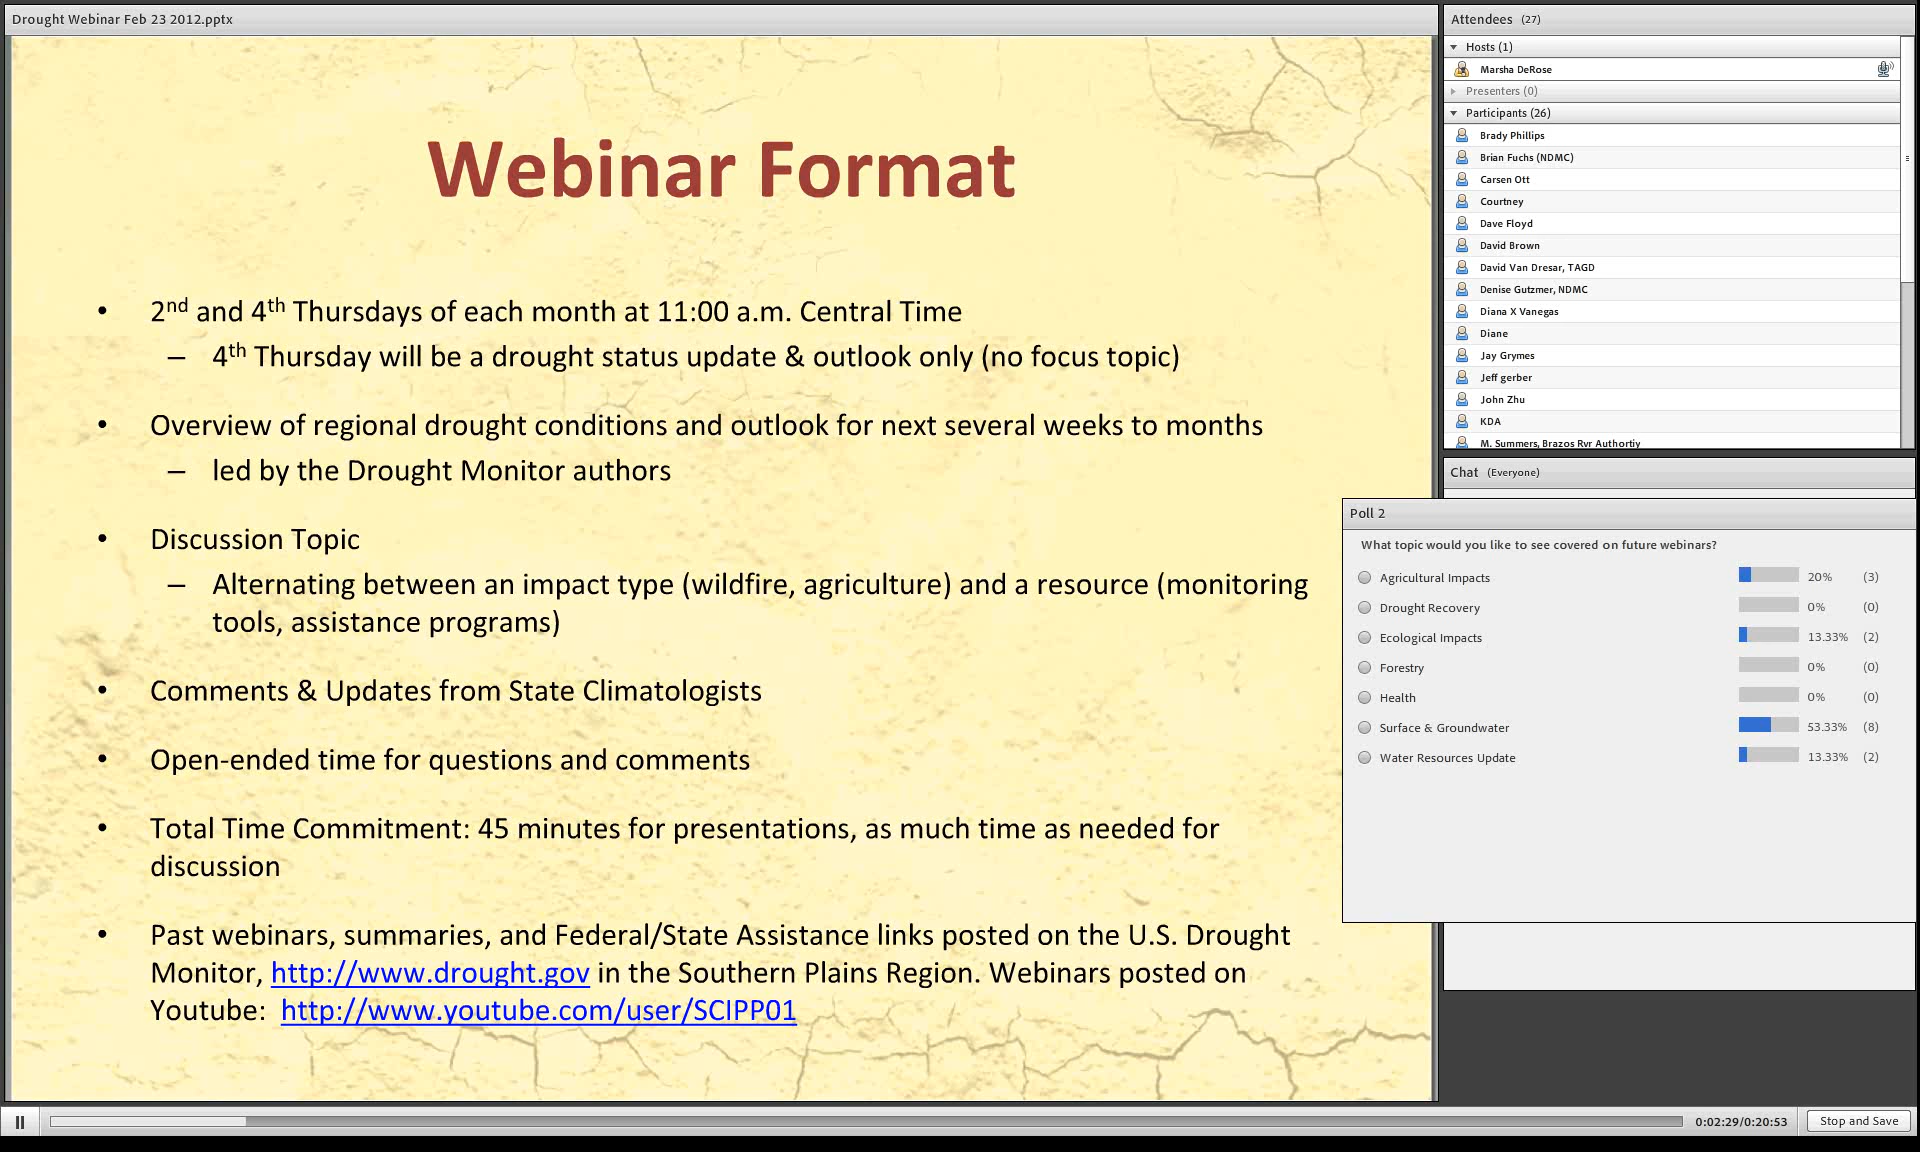 Drought Webinar Feb 23 2012.pptx
Webinar Format
• 2nd and 4th Thursdays of each month at 11:00 a.m. Central Time
– 4th Thursday will be a drought status update & outlook only (no focus topic)
• Overview of regional drought conditions and outlook for next several weeks to months
– led by the Drought Monitor authors
• Discussion Topic
– Alternating between an impact type (wildfire, agriculture) and a resource (monitoring
tools, assistance programs)
• Comments & Updates from State Climatologists
• Open-ended time for questions and comments
• Total Time Commitment: 45 minutes for presentations, as much time as needed for
discussion
• Past webinars, summaries, and Federal/State Assistance links posted on the U.S. Drought
Monitor, http://www.drought.gov in the Southern Plains Region. Webinars posted on
Youtube: http://www.youtube.com/user/SCIPP01
Attendees (27)
Hosts (1)
Marsha DeRose
Presenters (0)
Participants (26)
Brady Phillips
Brian Fuchs (NDMC)
Carsen Ott
Courtney
Dave Floyd
David Brown
David Van Dresar, TAGD
Denise Gutzmer, NDMC
Diana X Vanegas
Diane
Jay Grymes
Jeff gerber
John Zhu
KDA
M. Summers, Brazos Rvr Authortiy
Chat (Everyone)
Poll 2
What topic would you like to see covered on future webinars?
Agricultural Impacts 20% (3)
Drought Recovery 0% (0)
Ecological Impacts 13.33% (2)
Forestry 0% (0)
Health 0% (0)
Surface & Groundwater 53.33% (8)
Water Resources Update 13.33% (2)
0:02:29/0:20:53
Stop and Save